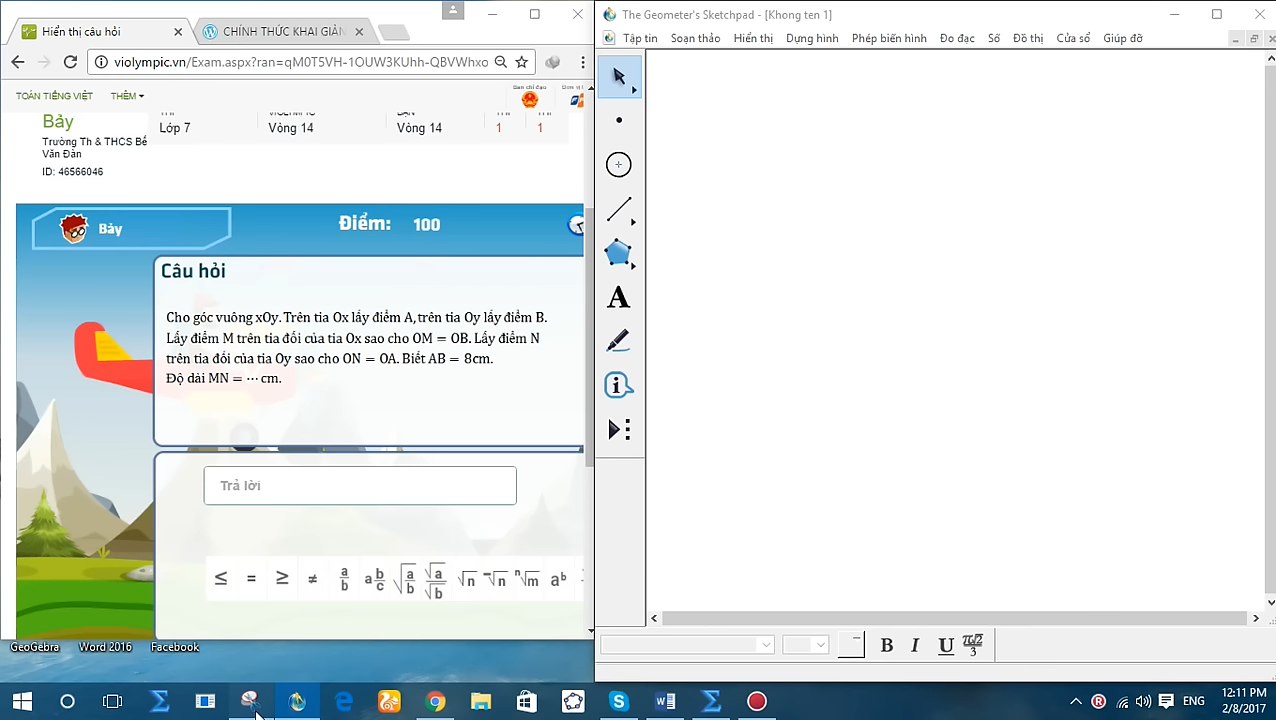 Hiển thị câu hỏi
CHÍNH THỨC KHAI GIẢN
violympic.vn/Exam.aspx?ran=qM0T5VH-1OUW3KUhh-QBVWhxo
TOÁN TIẾNG VIỆT THÊM
Ban chỉ đạo
Bảy
Lớp 7 Vòng 14 Vòng 14 1 1
Trường Th & THCS Bế
Văn Đàn
ID: 46566046
Bảy
Điểm: 100
Câu hỏi
Cho góc vuông xOy. Trên tia Ox lấy điểm A, trên tia Oy lấy điểm B.
Lấy điểm M trên tia đối của tia Ox sao cho OM = OB. Lấy điểm N
trên tia đối của tia Oy sao cho ON = OA. Biết AB = 8cm.
Độ dài MN = ⋯ cm.
Trả lời
≤ = ≥ ≠ a/b a b/c √(a/b) √a/√b √n −√n ⁿ√m aᵇ
GeoGebra Word 2016 Facebook
The Geometer's Sketchpad - [Khong ten 1]
Tập tin Soạn thảo Hiển thị Dựng hình Phép biến hình Đo đạc Số Đồ thị Cửa sổ Giúp đỡ
A
B I U
ENG
12:11 PM
2/8/2017